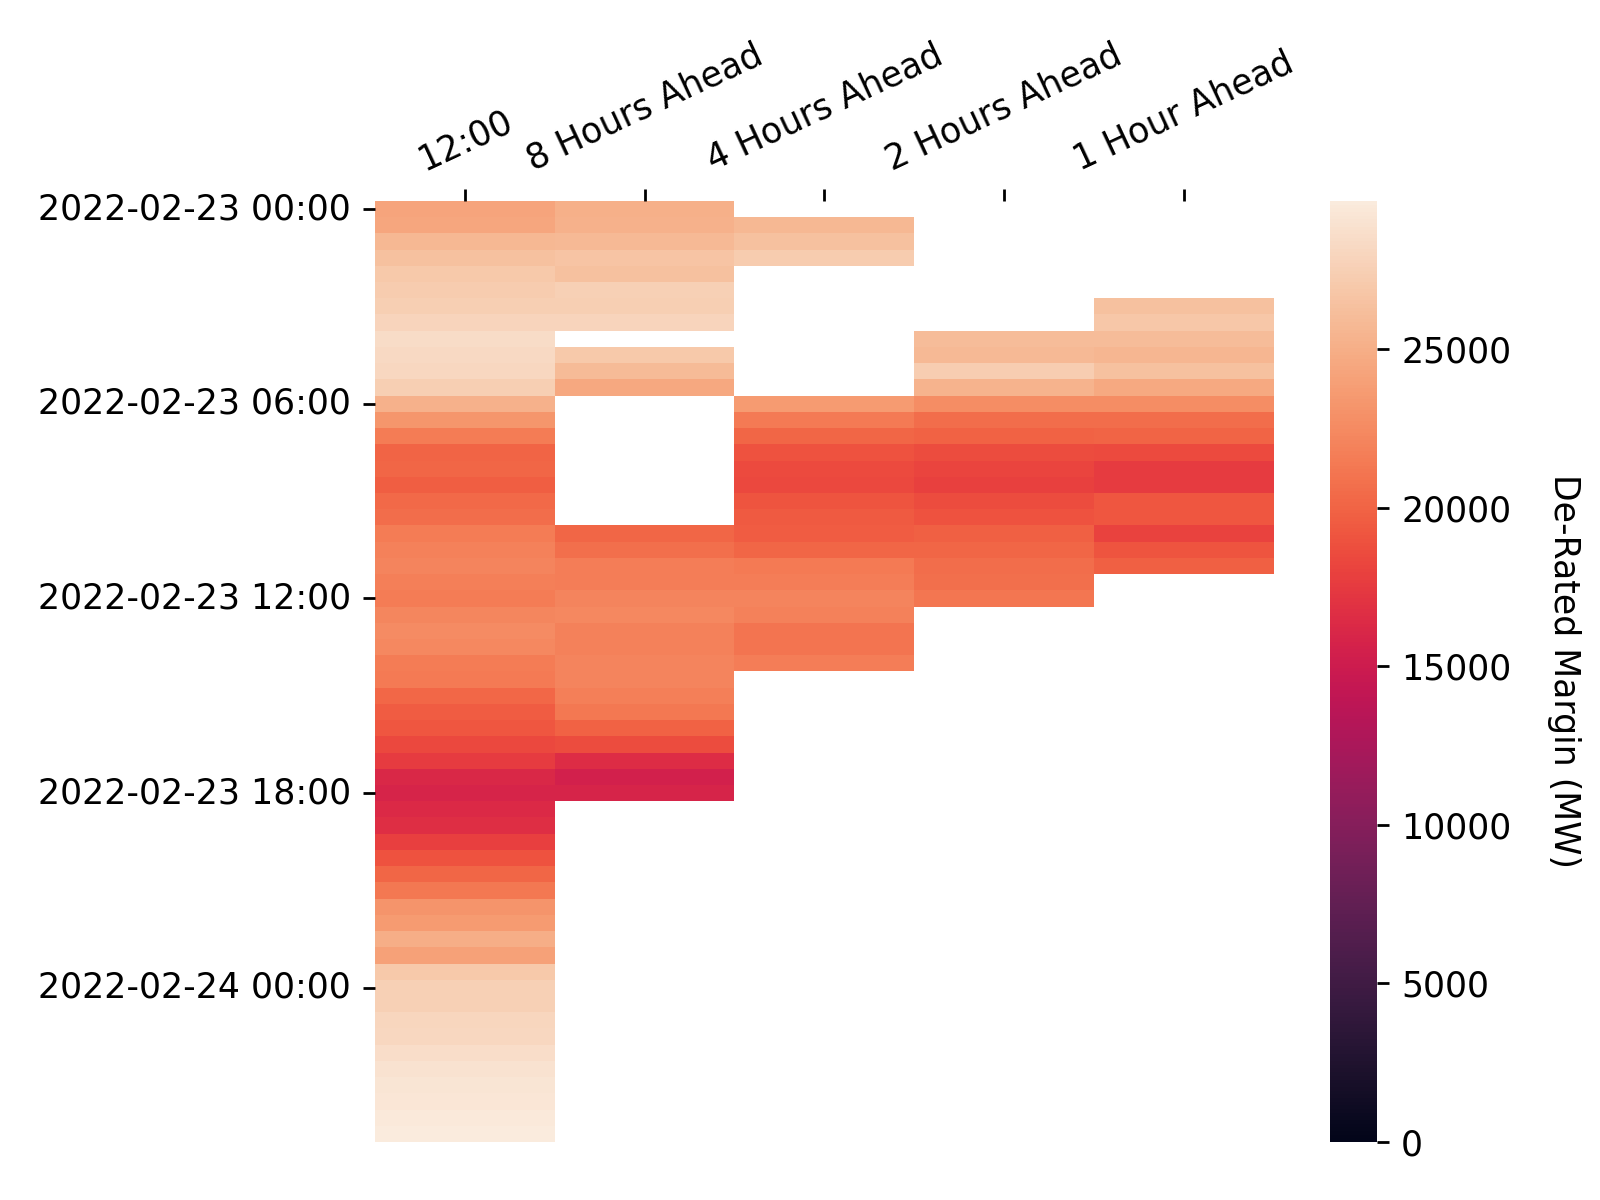 12:00
8 Hours Ahead
4 Hours Ahead
2 Hours Ahead
1 Hour Ahead
2022-02-23 00:00
2022-02-23 06:00
2022-02-23 12:00
2022-02-23 18:00
2022-02-24 00:00
25000
20000
15000
10000
5000
0
De-Rated Margin (MW)